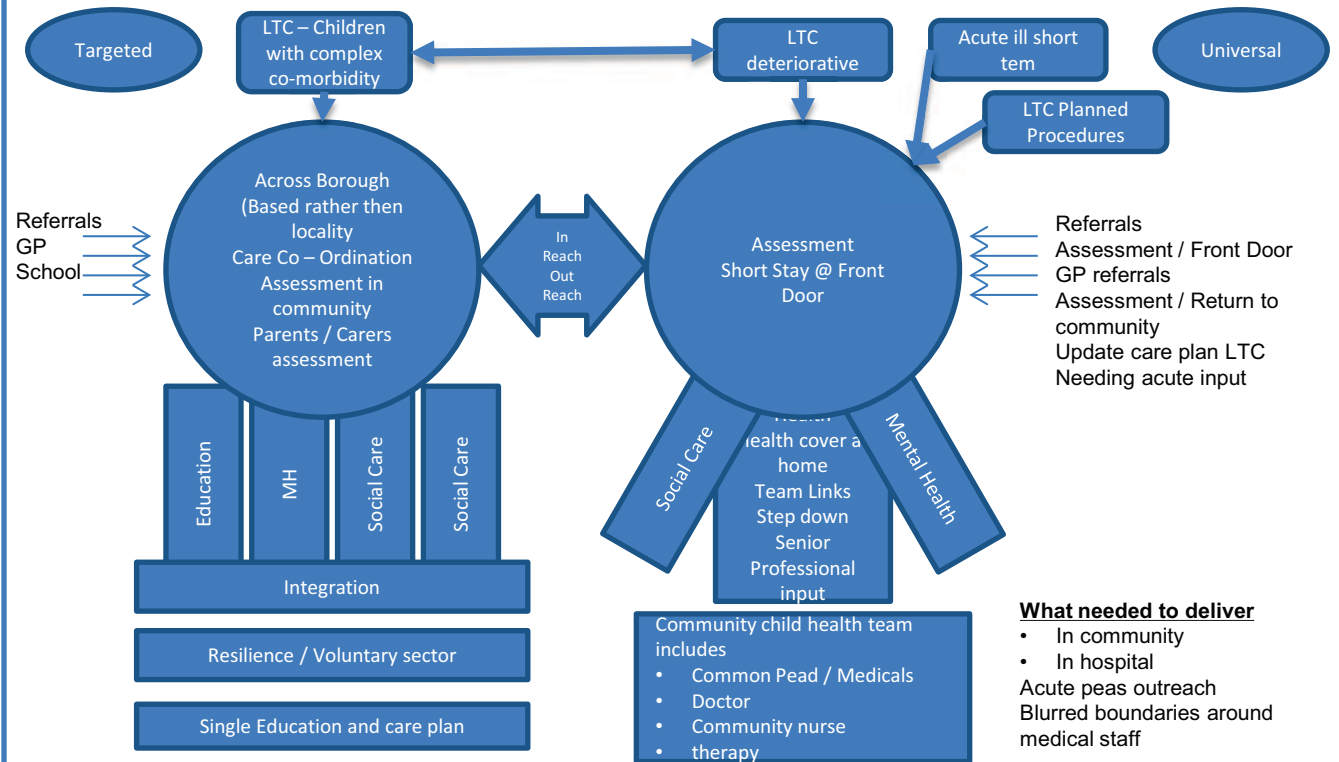 Targeted
LTC – Children
with complex
co-morbidity
LTC
deteriorative
Acute ill short
tem
Universal
LTC Planned
Procedures
Referrals
GP
School
Across Borough
(Based rather then
locality
Care Co – Ordination
Assessment in
community
Parents / Carers
assessment
In
Reach
Out
Reach
Assessment
Short Stay @ Front
Door
Referrals
Assessment / Front Door
GP referrals
Assessment / Return to
community
Update care plan LTC
Needing acute input
Education
MH
Social Care
Social Care
Integration
Resilience / Voluntary sector
Single Education and care plan
Social Care
cover
home
Team Links
Step down
Senior
Professional
input
Mental Health
Community child health team
includes
• Common Pead / Medicals
• Doctor
• Community nurse
• therapy
What needed to deliver
• In community
• In hospital
Acute peas outreach
Blurred boundaries around
medical staff